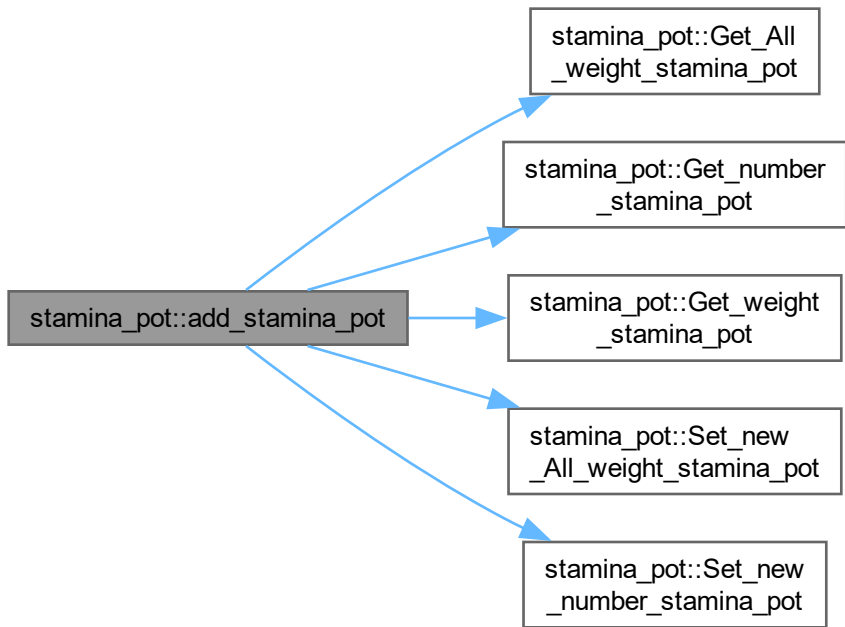 stamina_pot::Get_All
_weight_stamina_pot
stamina_pot::Get_number
_stamina_pot
stamina_pot::add_stamina_pot
stamina_pot::Get_weight
_stamina_pot
stamina_pot::Set_new
_All_weight_stamina_pot
stamina_pot::Set_new
_number_stamina_pot